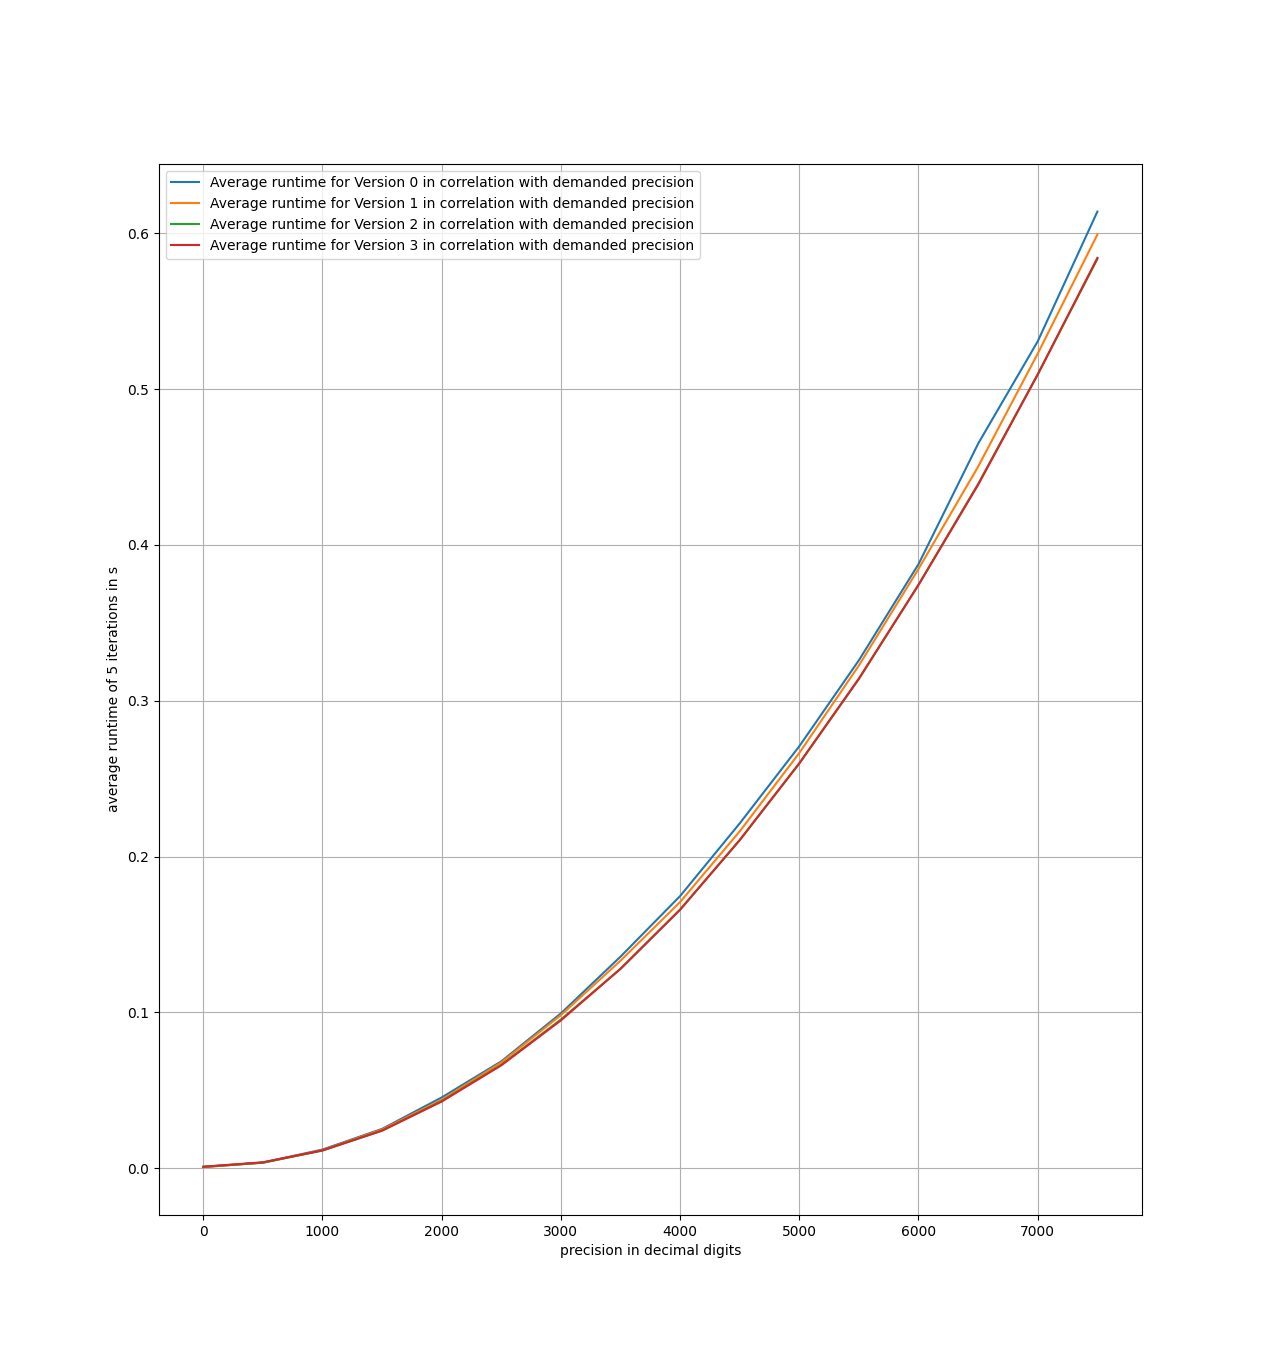 Average runtime for Version 0 in correlation with demanded precision
Average runtime for Version 1 in correlation with demanded precision
Average runtime for Version 2 in correlation with demanded precision
Average runtime for Version 3 in correlation with demanded precision
0.6
0.5
0.4
0.3
0.2
0.1
0.0
average runtime of 5 iterations in s
0 1000 2000 3000 4000 5000 6000 7000
precision in decimal digits